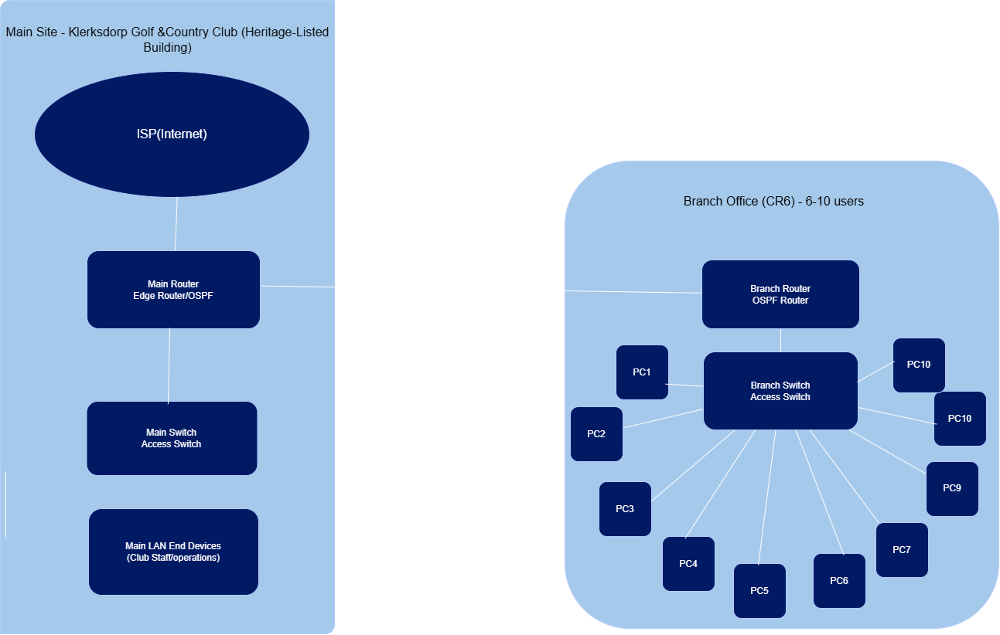 Main Site - Klerksdorp Golf &Country Club (Heritage-Listed
Building)
ISP(Internet)
Main Router
Edge Router/OSPF
Main Switch
Access Switch
Main LAN End Devices
(Club Staff/operations)
Branch Office (CR6) - 6-10 users
Branch Router
OSPF Router
Branch Switch
Access Switch
PC1
PC2
PC3
PC4
PC5
PC6
PC7
PC9
PC10
PC10